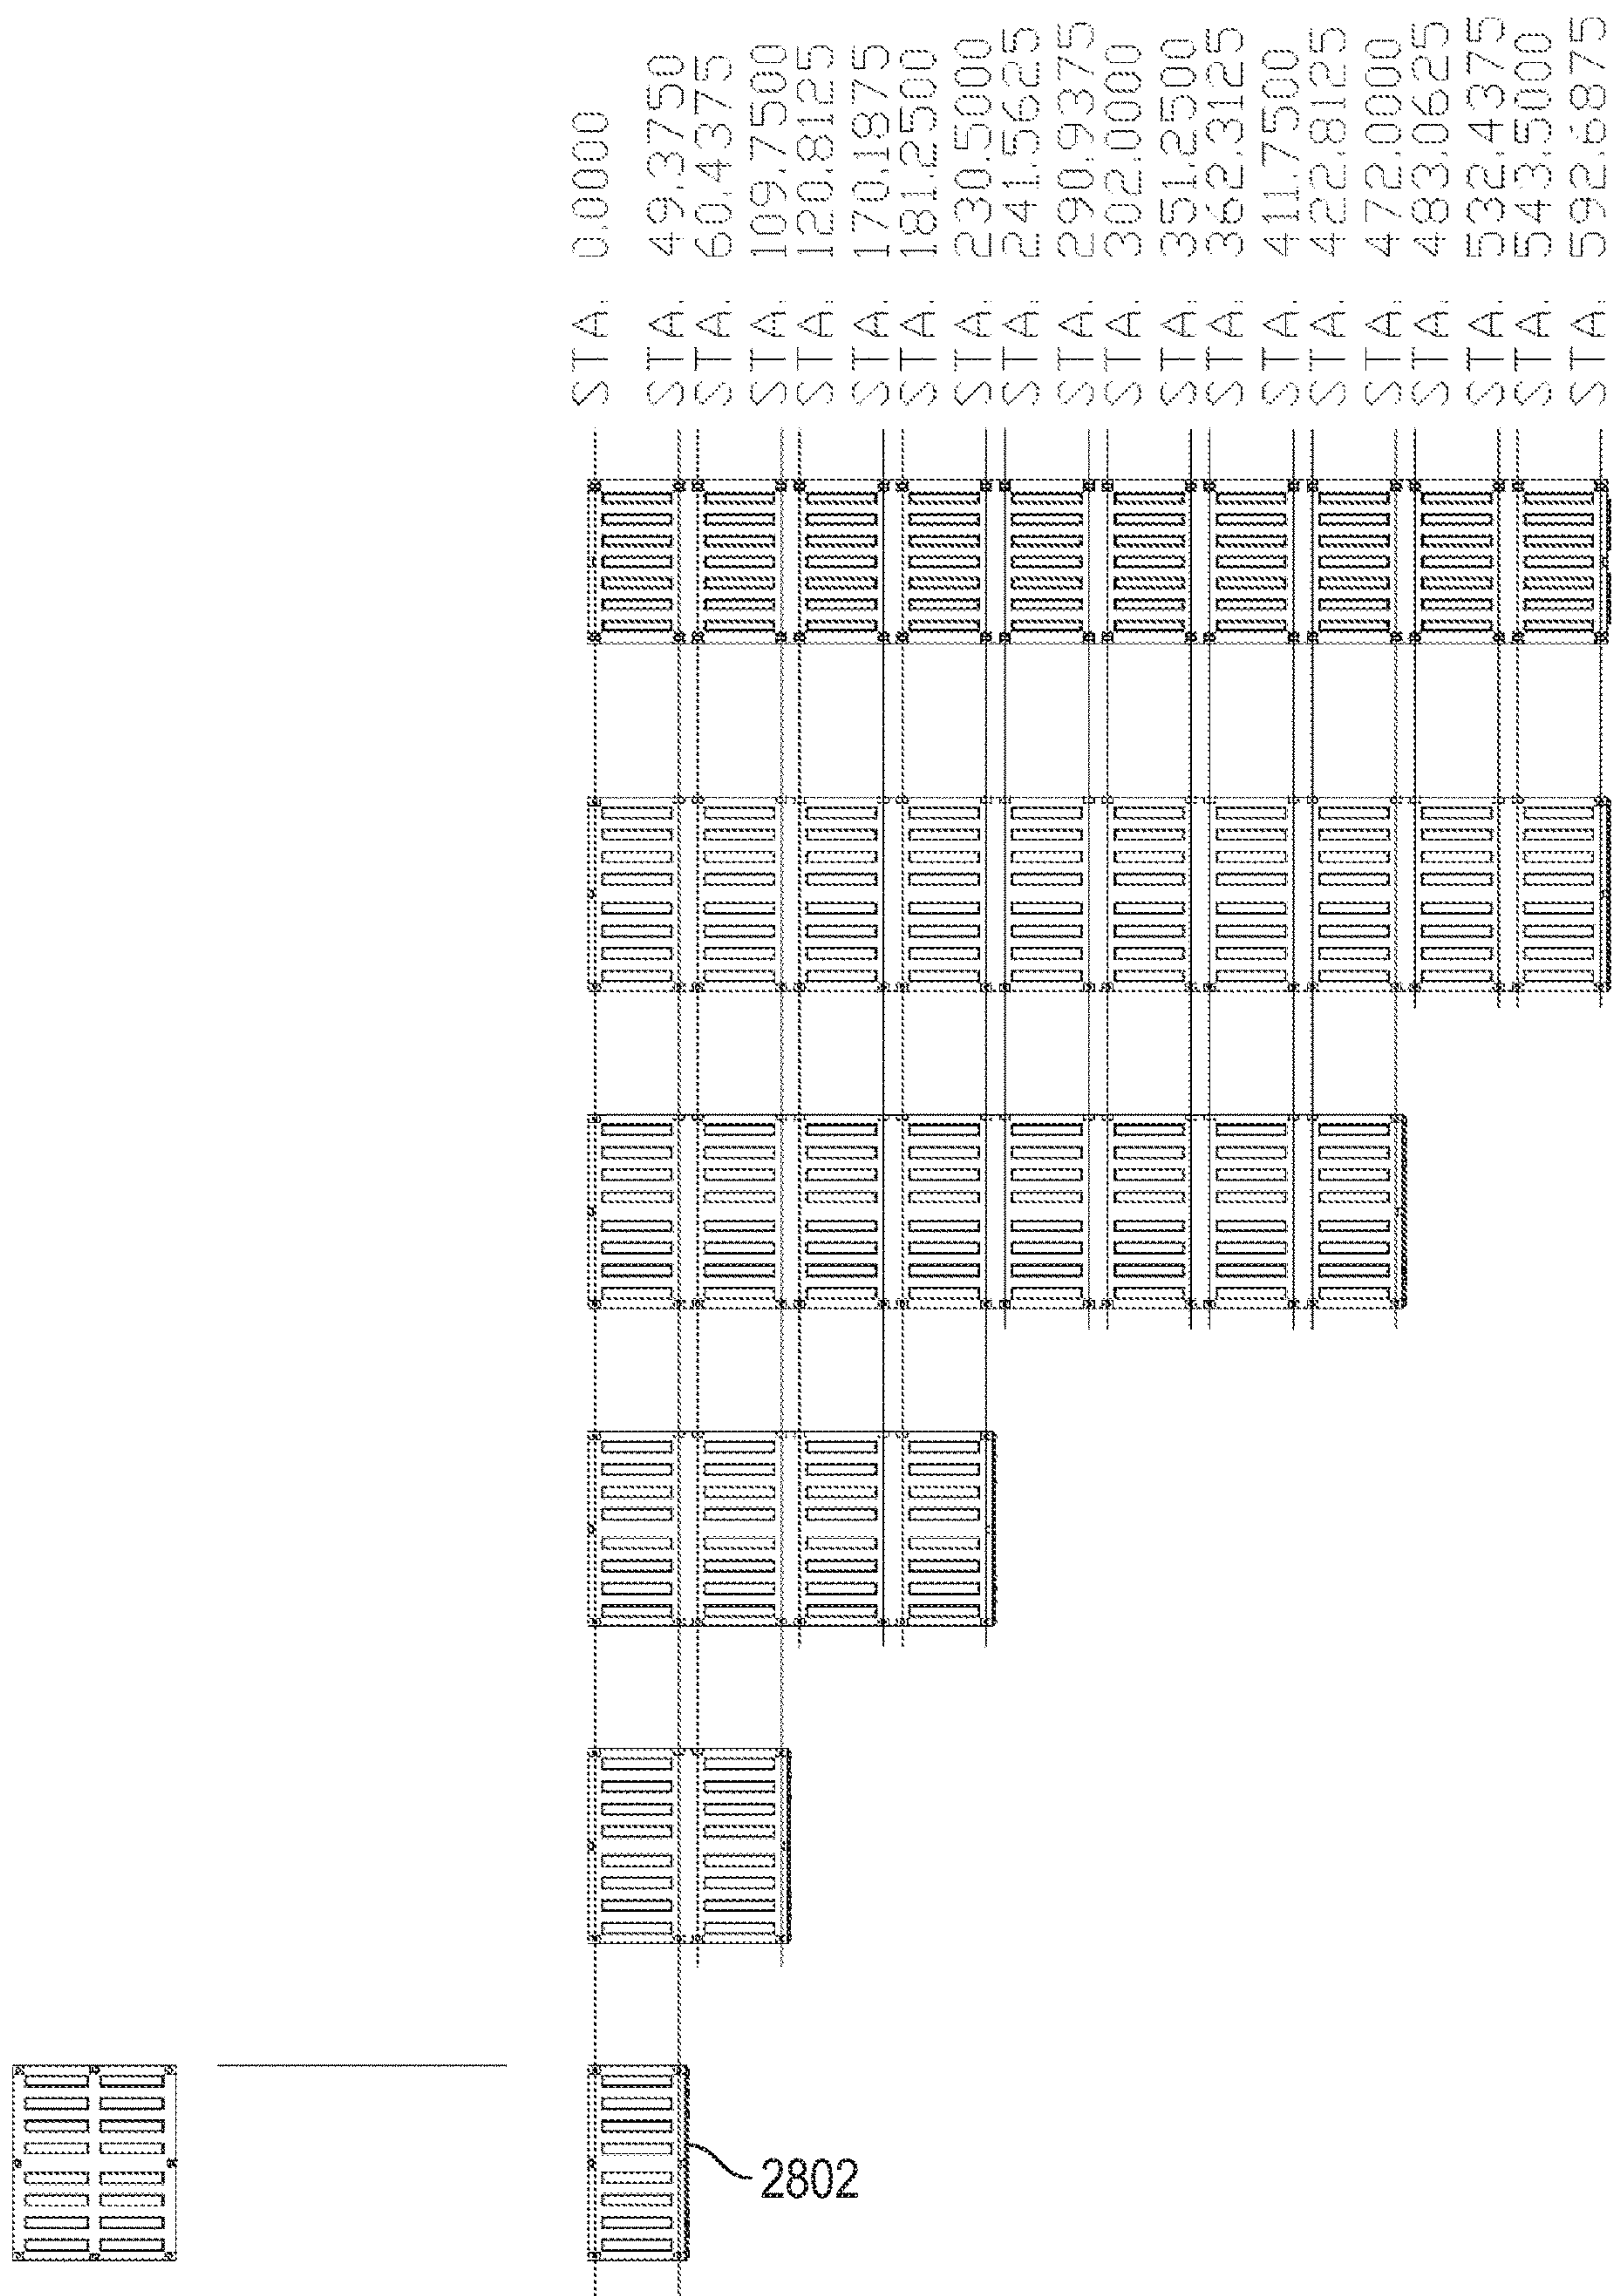 STA. 0.0000
STA. 49.3750
STA. 60.4375
STA. 109.7500
STA. 120.8125
STA. 170.1875
STA. 181.2500
STA. 230.5000
STA. 241.5625
STA. 290.9375
STA. 302.0000
STA. 351.2500
STA. 362.3125
STA. 411.7500
STA. 422.8125
STA. 472.0000
STA. 483.0625
STA. 532.4375
STA. 543.5000
STA. 592.6875
2802